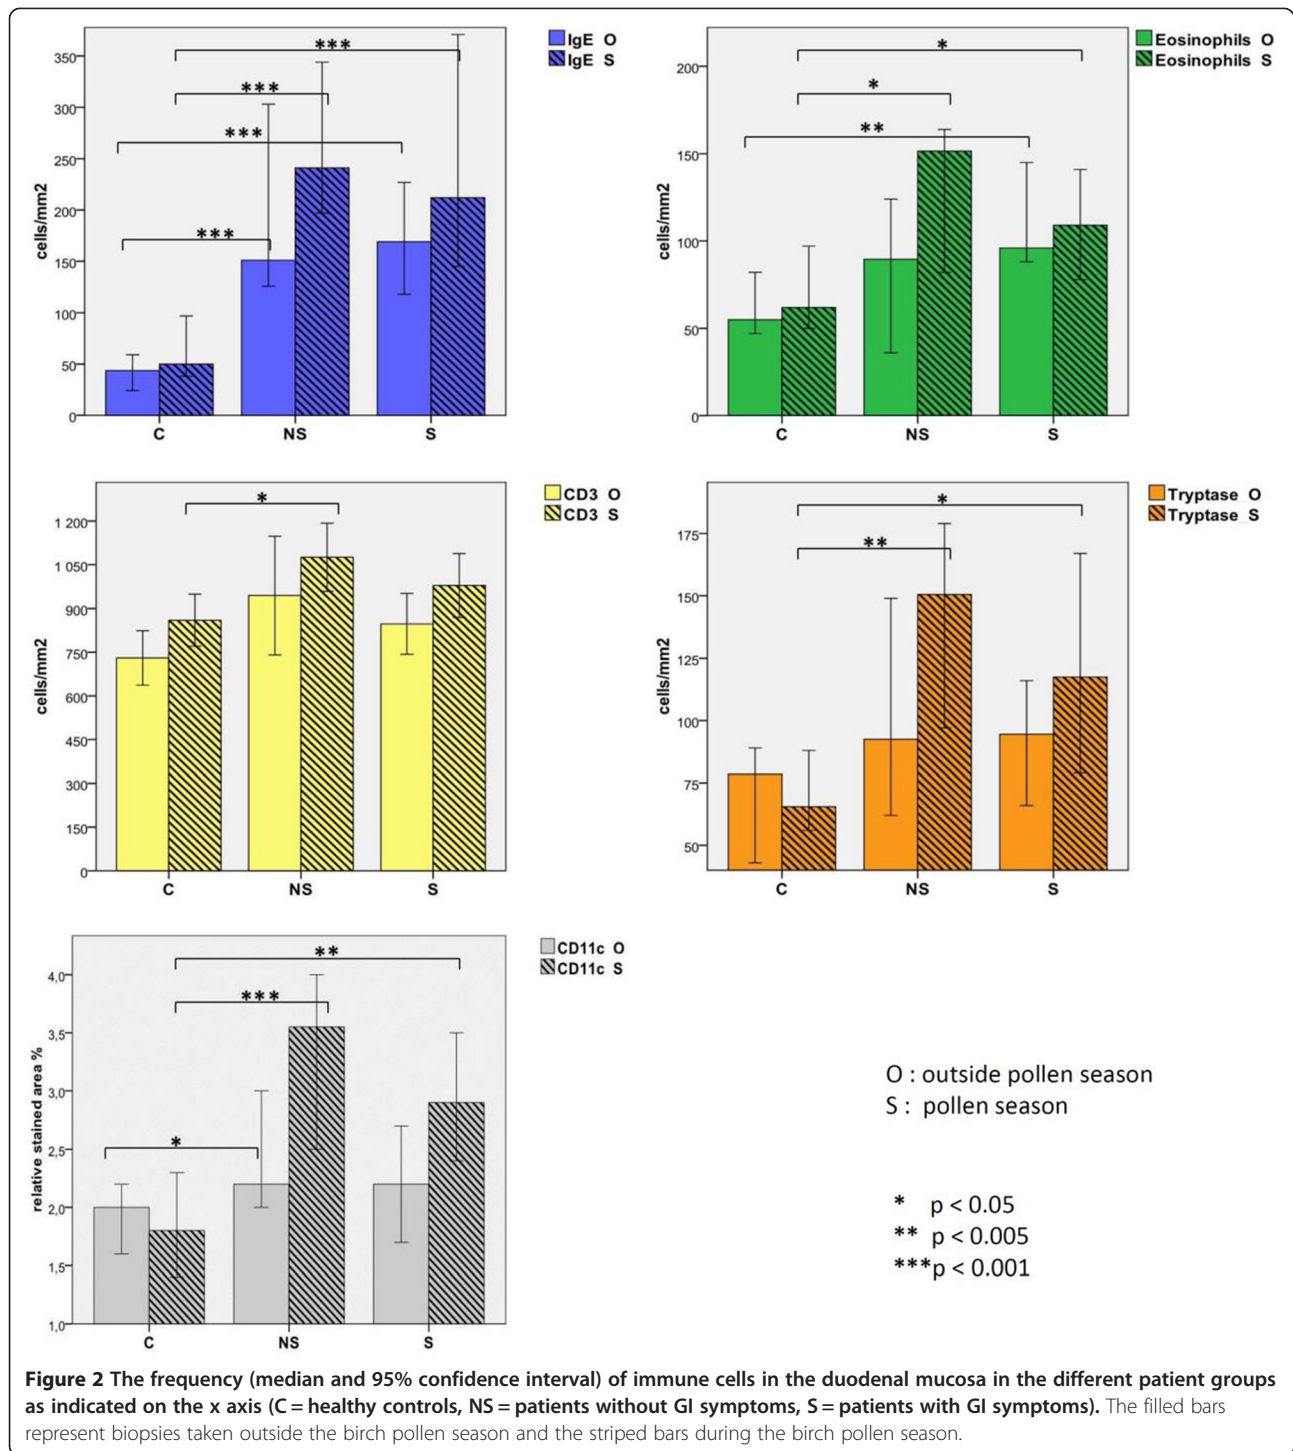 IgE O
IgE S
***
***
***
***
350
300
250
200
150
100
50
0
cells/mm2
C NS S
Eosinophils O
Eosinophils S
*
*
**
200
150
100
50
0
cells/mm2
C NS S
CD3 O
CD3 S
*
1 200
1 050
900
750
600
450
300
150
0
cells/mm2
C NS S
Tryptase O
Tryptase S
*
**
175
150
125
100
75
50
cells/mm2
C NS S
CD11c O
CD11c S
**
***
*
4,0
3,5
3,0
2,5
2,0
1,5
1,0
relative stained area %
C NS S
O : outside pollen season
S : pollen season
* p < 0.05
** p < 0.005
***p < 0.001
Figure 2 The frequency (median and 95% confidence interval) of immune cells in the duodenal mucosa in the different patient groups
as indicated on the x axis (C = healthy controls, NS = patients without GI symptoms, S = patients with GI symptoms). The filled bars
represent biopsies taken outside the birch pollen season and the striped bars during the birch pollen season.